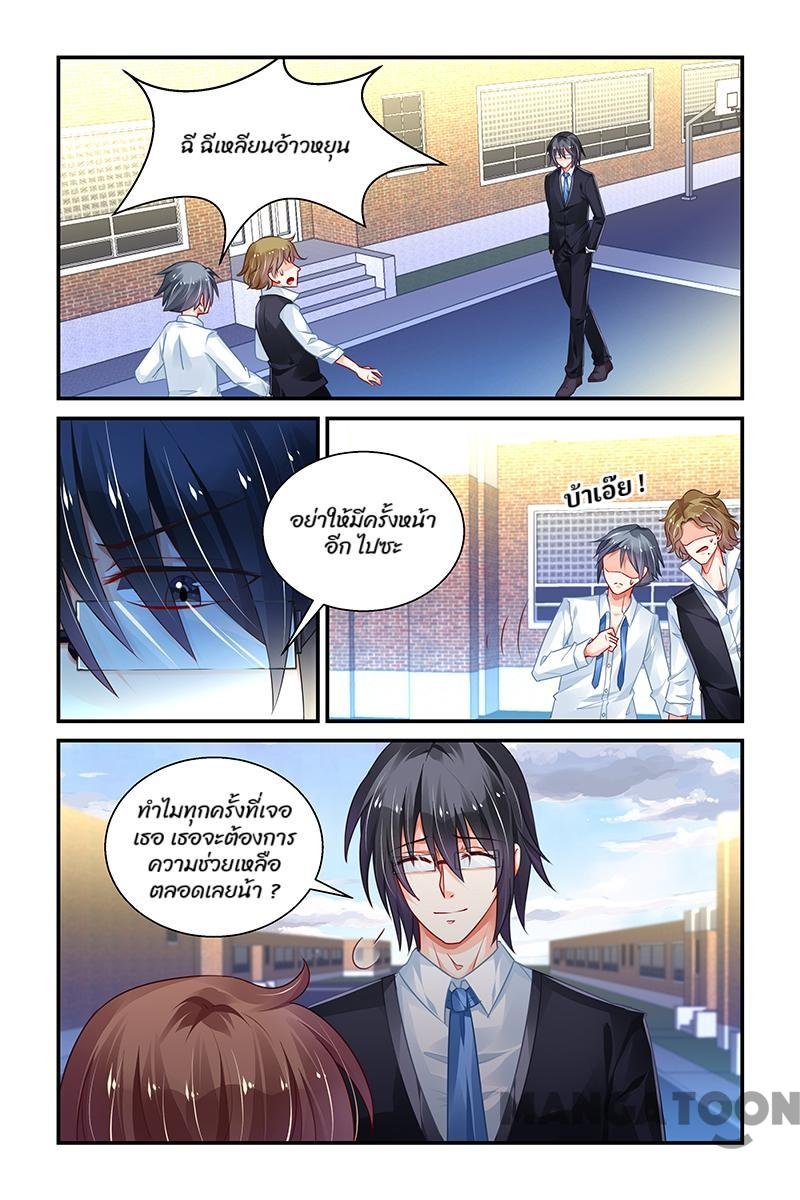 ฉี ฉีเหลียนอ้าวหยุน
อย่าให้มีครั้งหน้า
อีก ไปซะ
บ้าเอ๊ย !
ทำไมทุกครั้งที่เจอ
เธอ เธอจะต้องการ
ความช่วยเหลือ
ตลอดเลยน้า ?
MANGATOON